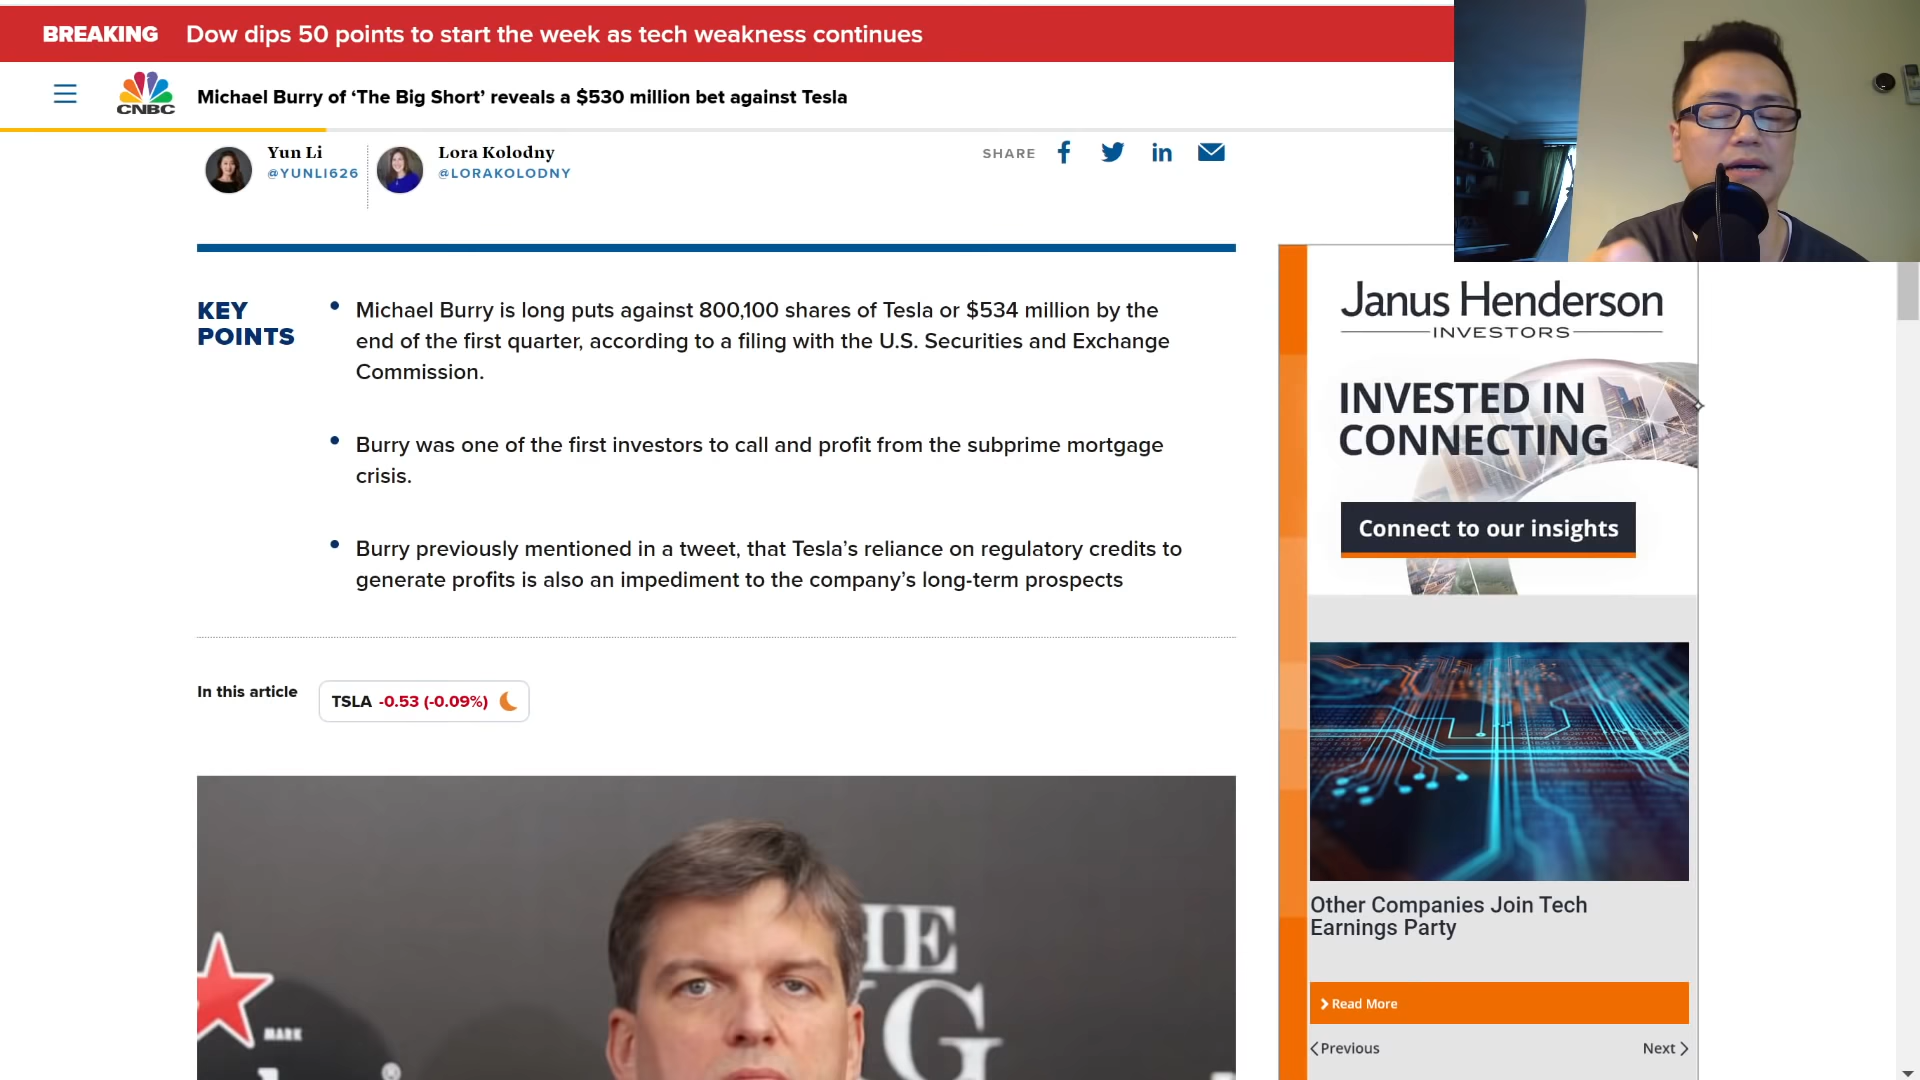 BREAKING Dow dips 50 points to start the week as tech weakness continues
CNBC
Michael Burry of ‘The Big Short’ reveals a $530 million bet against Tesla
Yun Li
@YUNLI626
Lora Kolodny
@LORAKOLODNY
SHARE
KEY
POINTS
Michael Burry is long puts against 800,100 shares of Tesla or $534 million by the
end of the first quarter, according to a filing with the U.S. Securities and Exchange
Commission.
Burry was one of the first investors to call and profit from the subprime mortgage
crisis.
Burry previously mentioned in a tweet, that Tesla’s reliance on regulatory credits to
generate profits is also an impediment to the company’s long-term prospects
In this article
TSLA -0.53 (-0.09%)
HE
G
MARK
®
Janus Henderson
INVESTORS
INVESTED IN
CONNECTING
Connect to our insights
Other Companies Join Tech
Earnings Party
Read More
Previous
Next